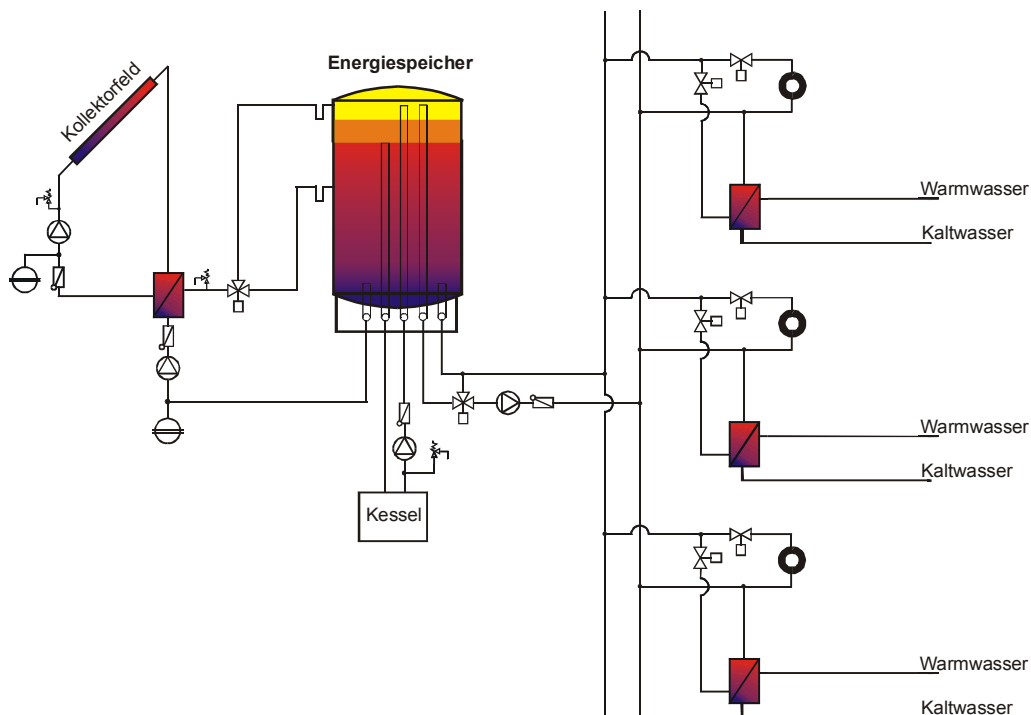 Energiespeicher
Kollektorfeld
Warmwasser
Kaltwasser
Warmwasser
Kaltwasser
Kessel
Warmwasser
Kaltwasser